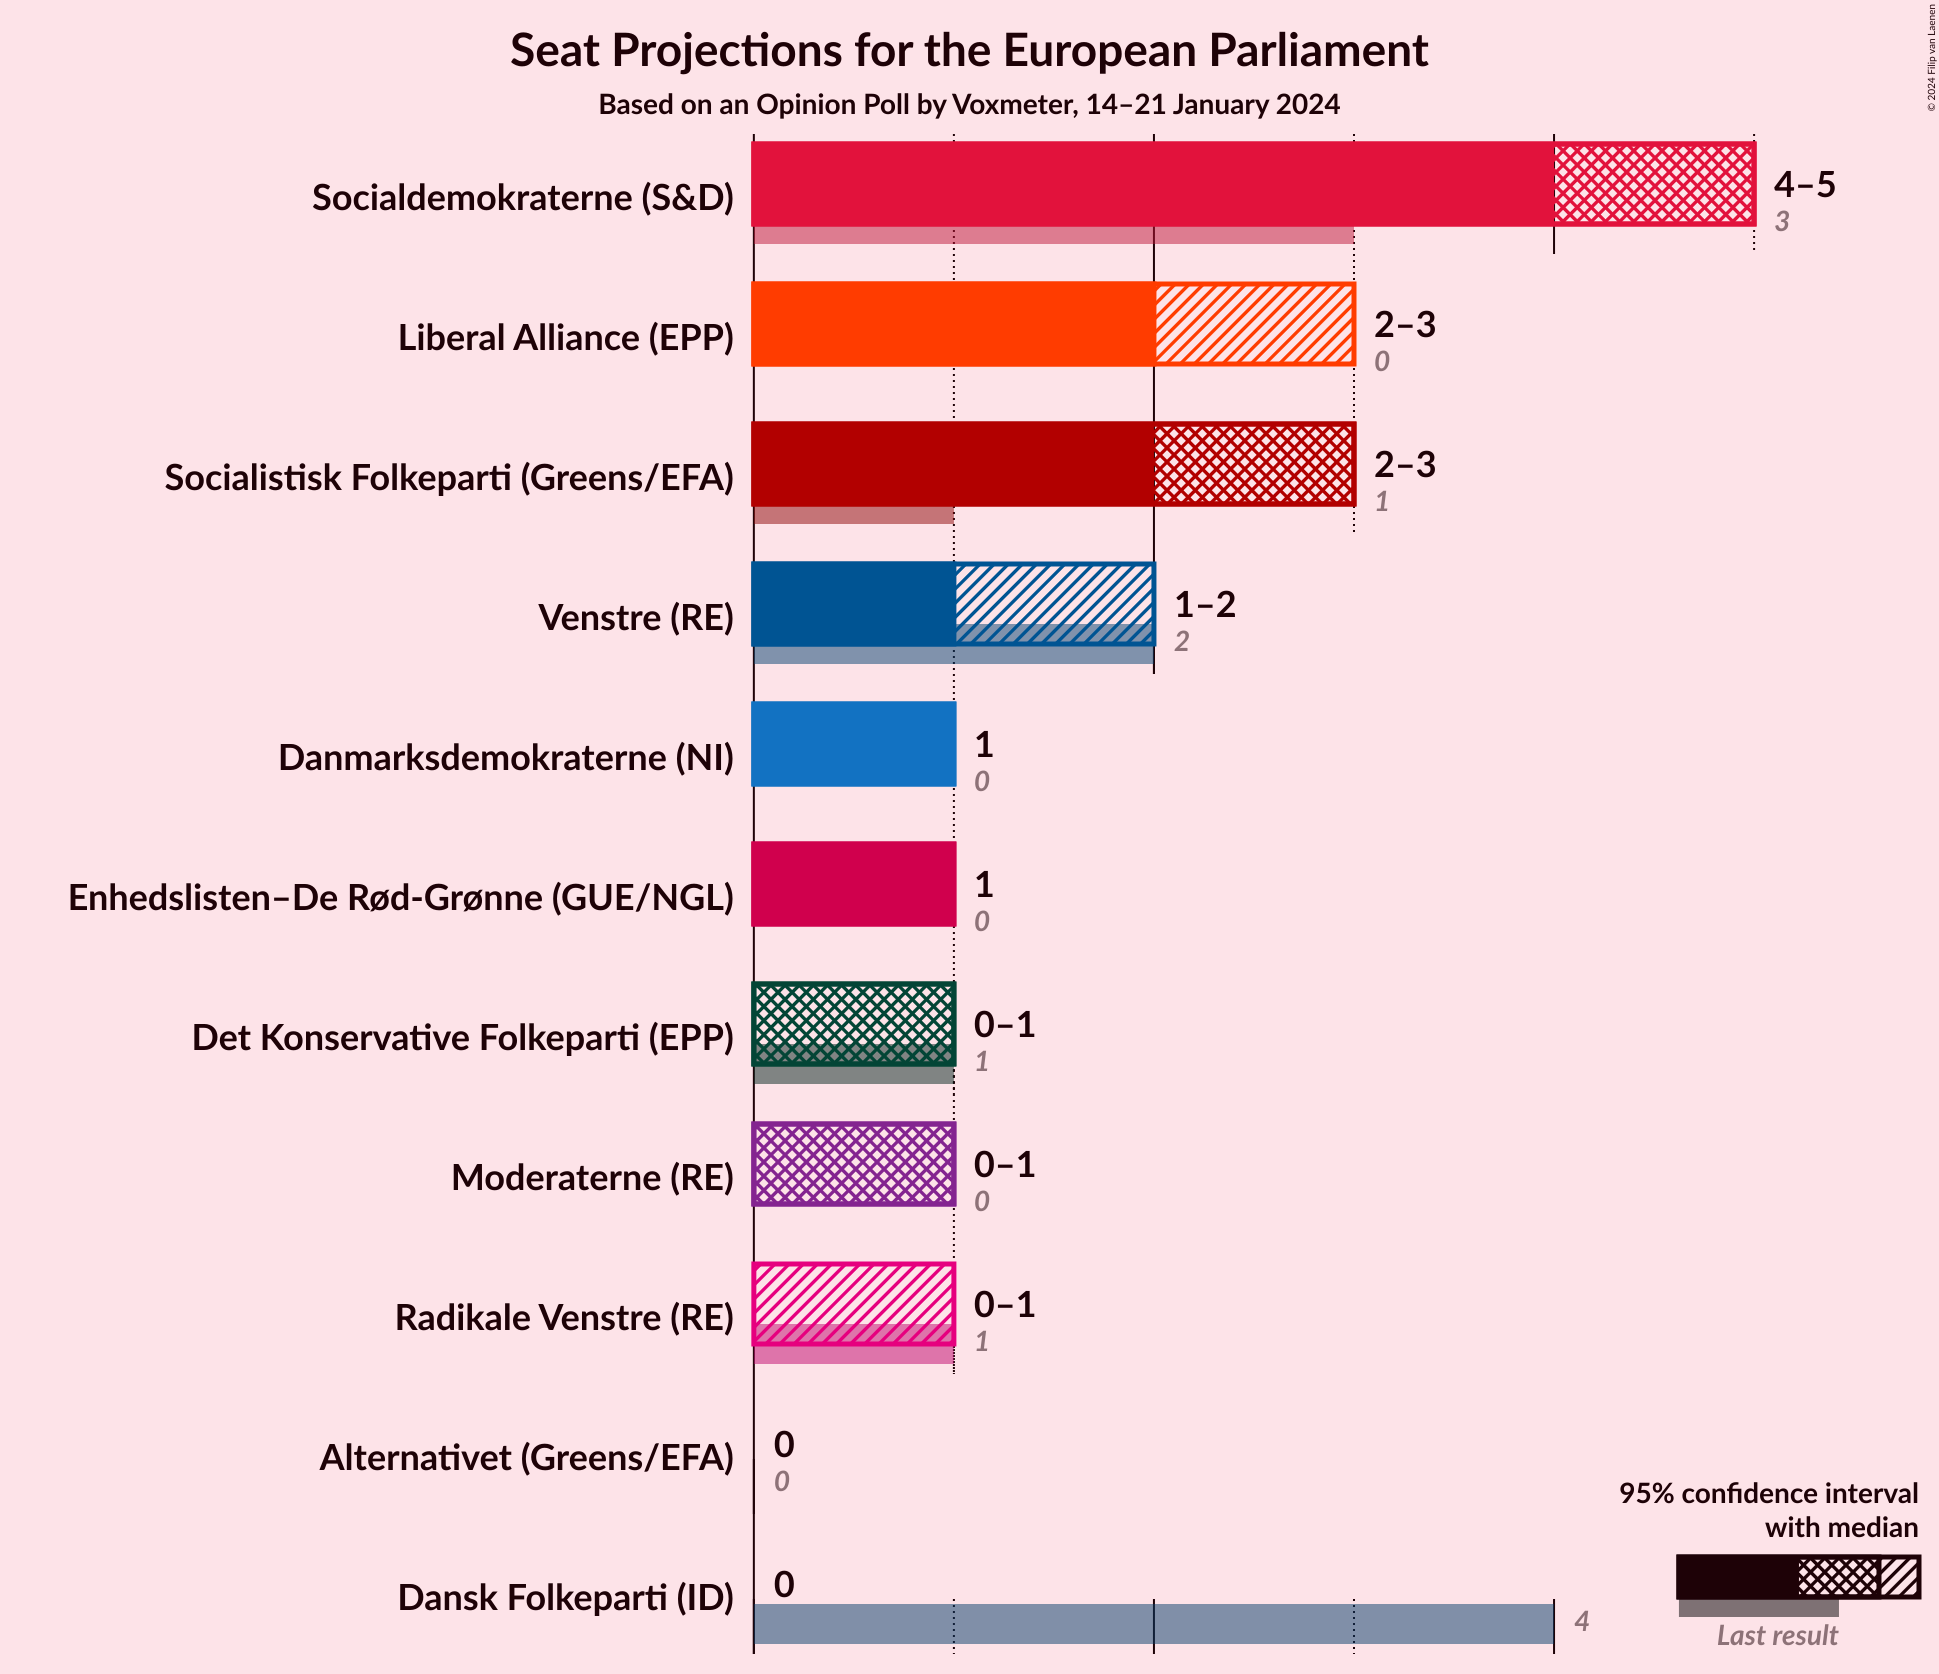 Seat Projections for the European Parliament
Based on an Opinion Poll by Voxmeter, 14–21 January 2024
© 2024 Filip van Laenen
Socialdemokraterne (S&D)
4–5
3
Liberal Alliance (EPP)
2–3
0
Socialistisk Folkeparti (Greens/EFA)
2–3
1
Venstre (RE)
1–2
2
Danmarksdemokraterne (NI)
1
0
Enhedslisten–De Rød-Grønne (GUE/NGL)
1
0
Det Konservative Folkeparti (EPP)
0–1
1
Moderaterne (RE)
0–1
0
Radikale Venstre (RE)
0–1
1
Alternativet (Greens/EFA)
0
0
Dansk Folkeparti (ID)
0
4
95% confidence interval
with median
Last result